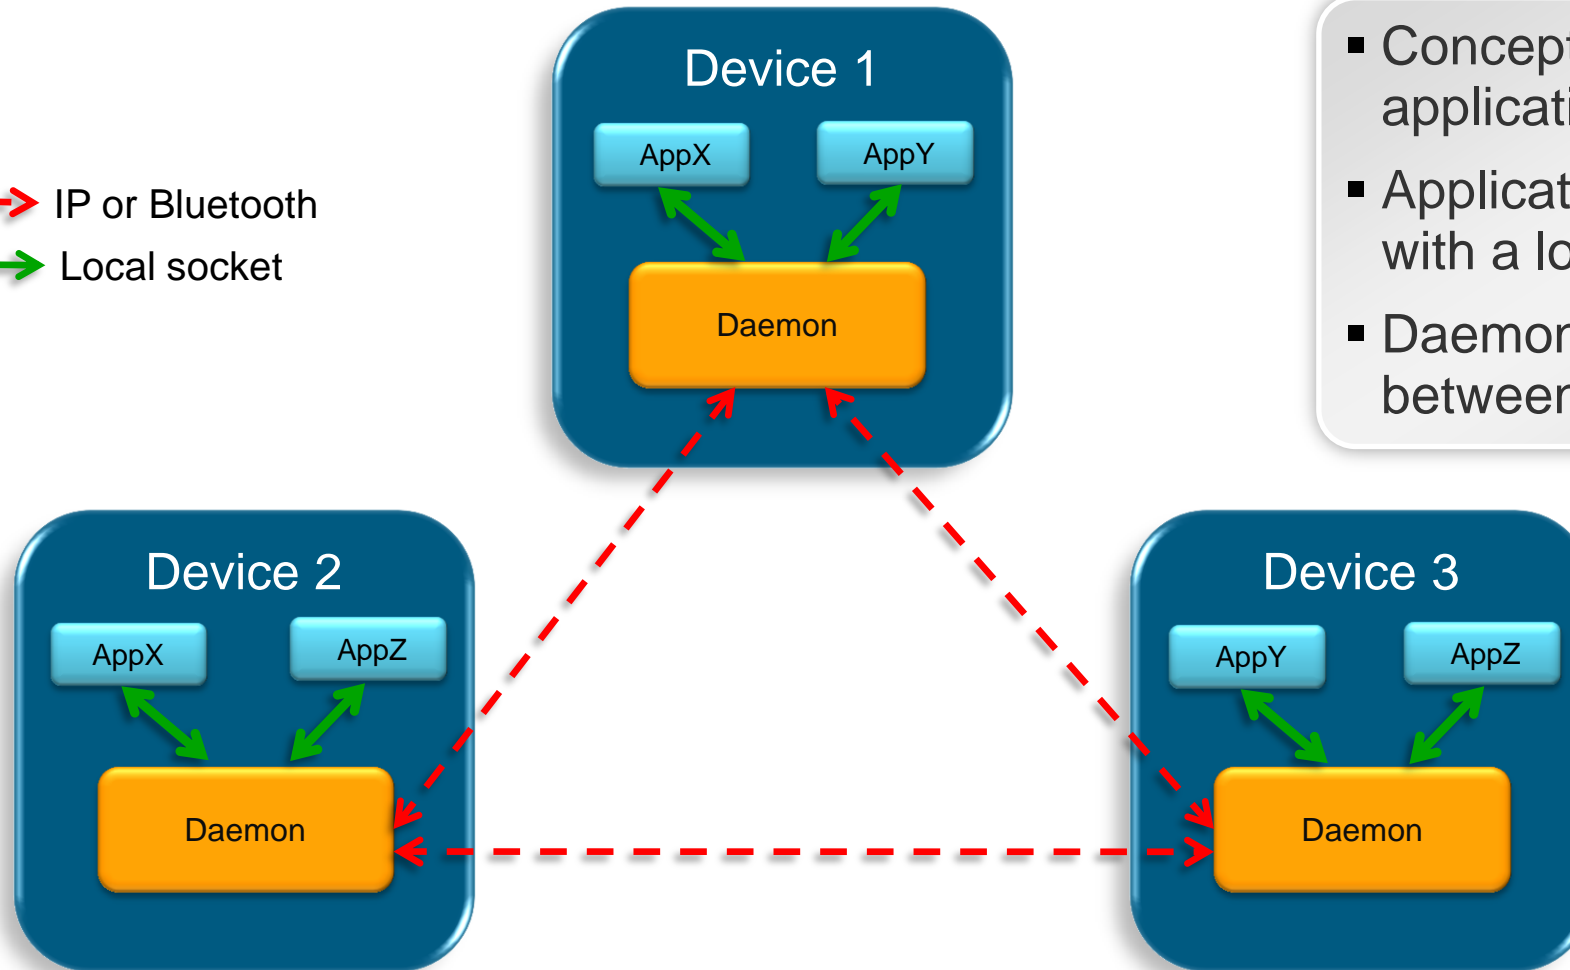 Device 1
AppX
AppY
Daemon
IP or Bluetooth
Local socket
▪ 
▪ 
with a
▪ 
Device 2
AppX
AppZ
Daemon
Device 3
AppY
AppZ
Daemon